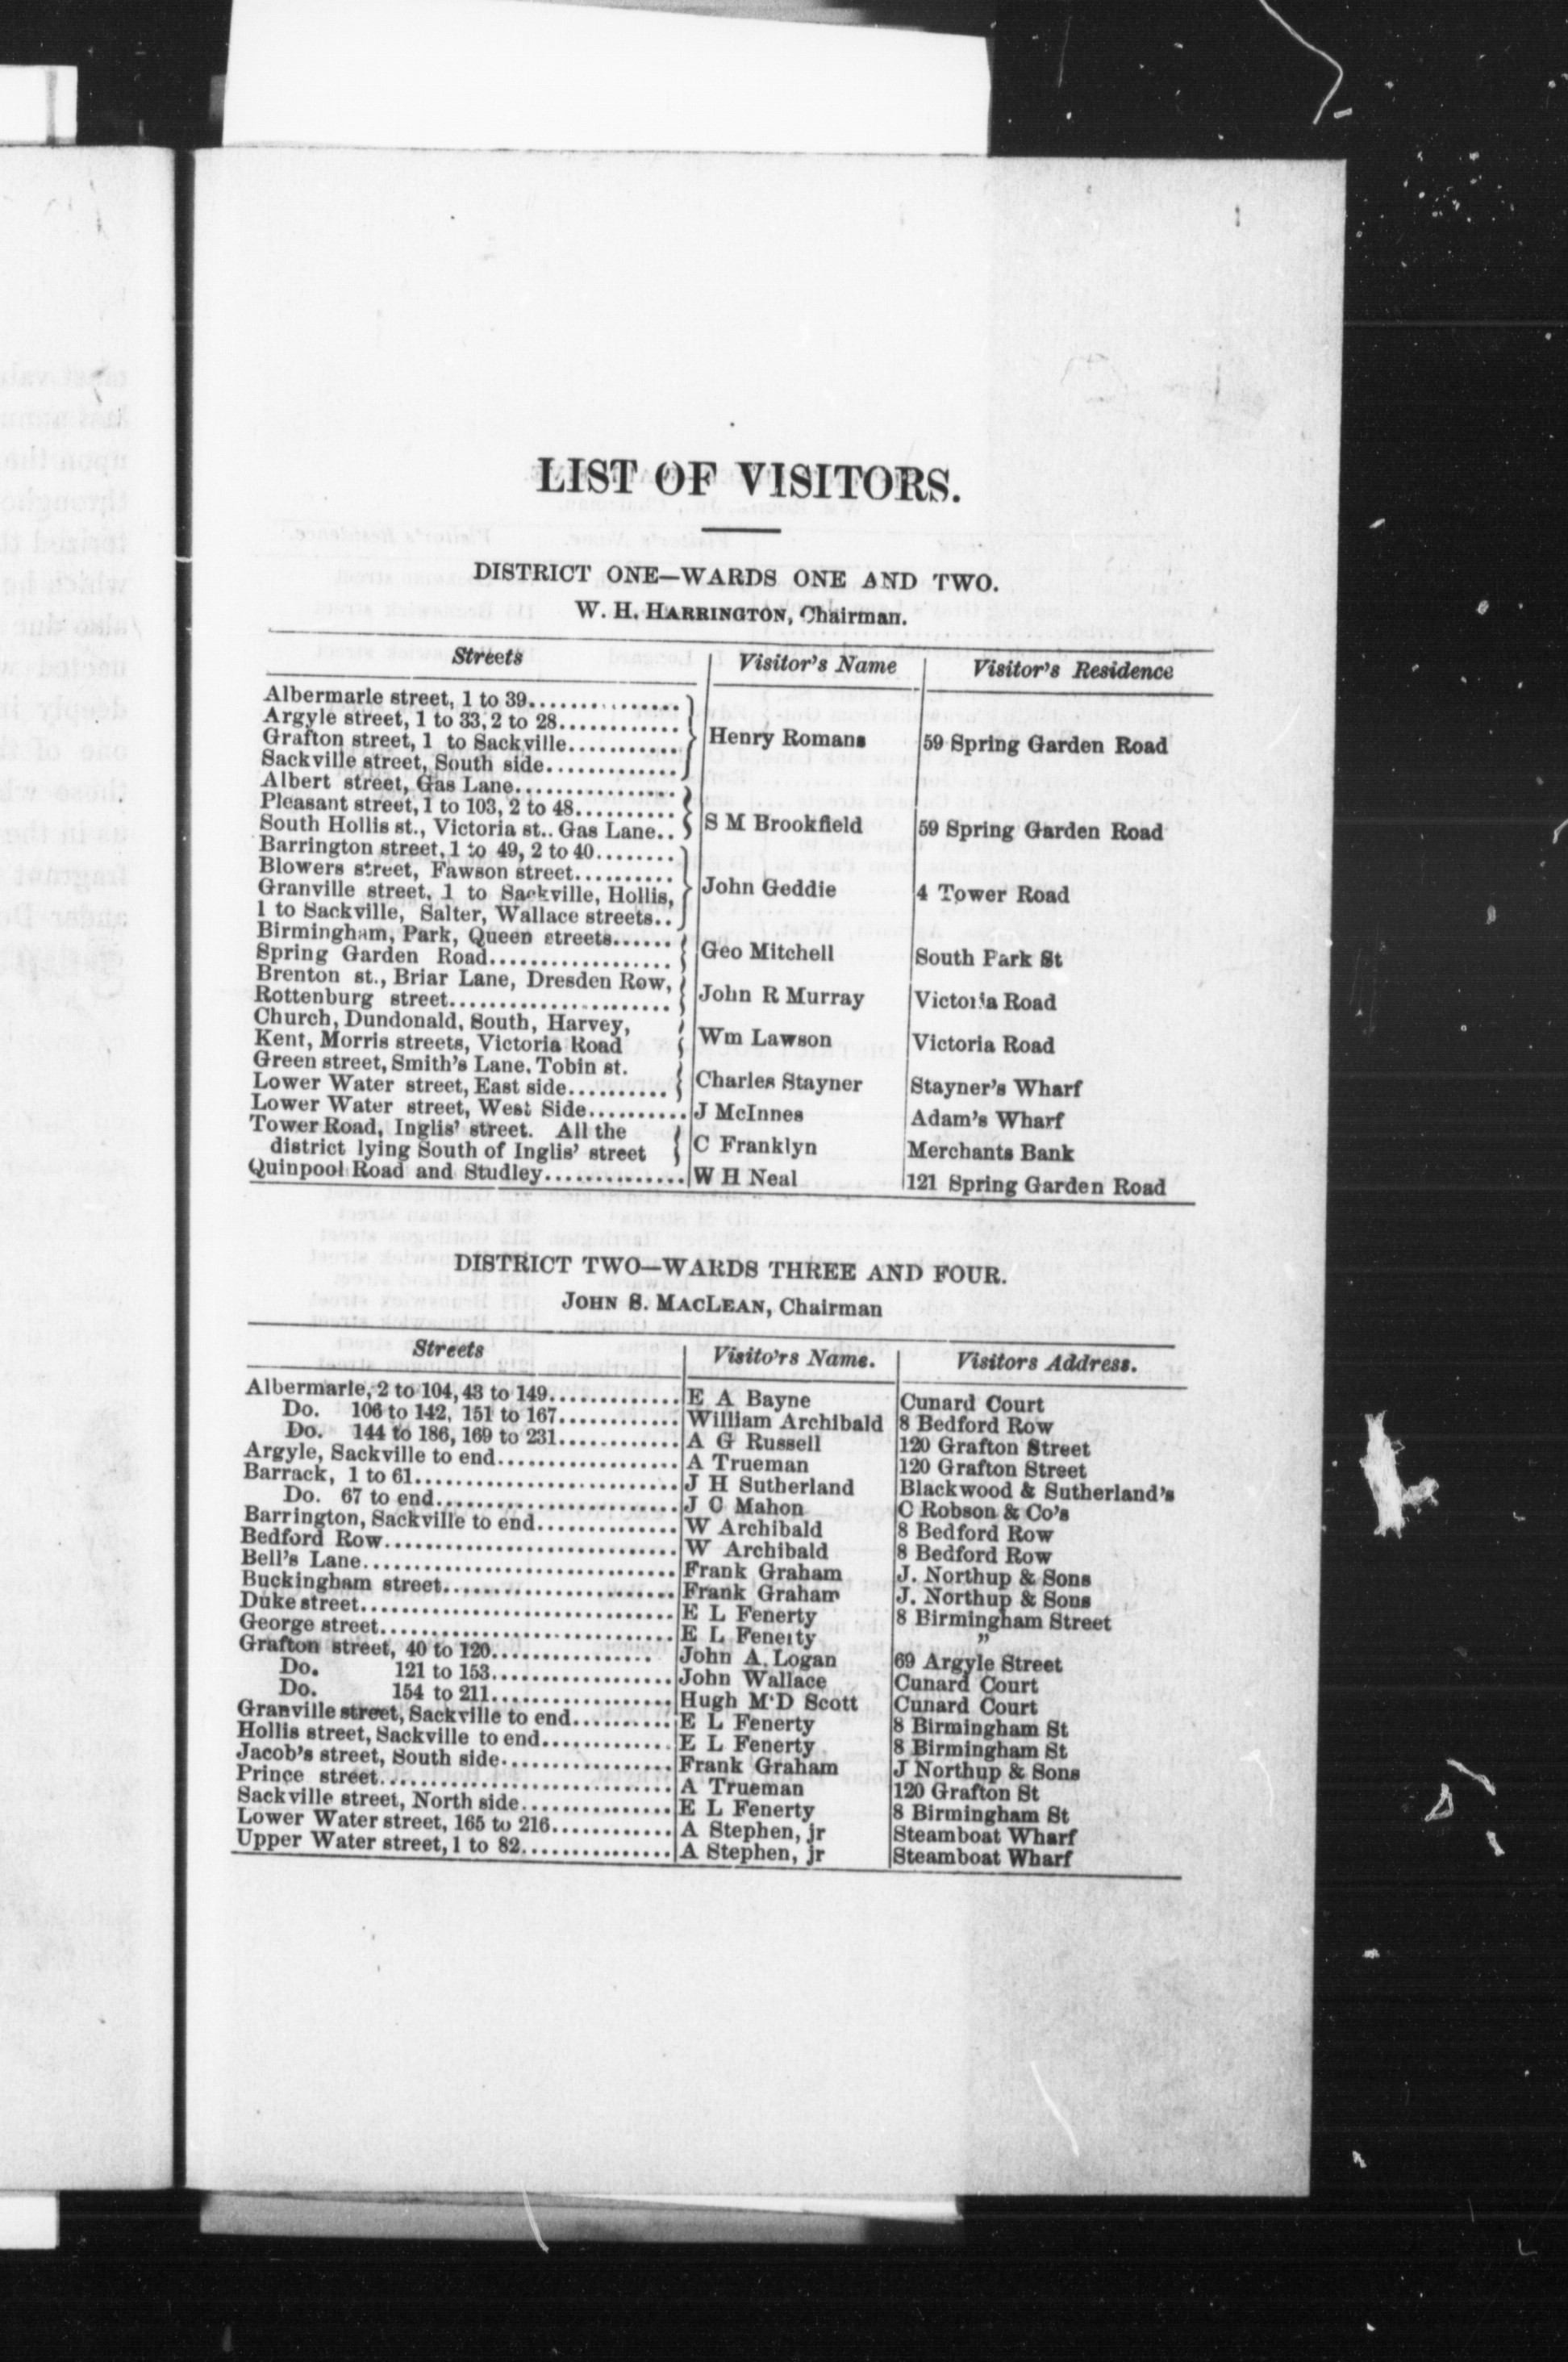 LIST OF VISITORS.
DISTRICT ONE—WARDS ONE AND TWO.
W. H. HARRINGTON, Chairman.
Streets Visitor's Name Visitor's Residence
Albermarle street, 1 to 39
Argyle street, 1 to 33, 2 to 28
Grafton street, 1 to Sackville Henry Romans 59 Spring Garden Road
Sackville street, South side
Albert street, Gas Lane
Pleasant street, 1 to 103, 2 to 48
South Hollis st., Victoria st.. Gas Lane.. S M Brookfield 59 Spring Garden Road
Barrington street, 1 to 49, 2 to 40
Blowers street, Fawson street
Granville street, 1 to Sackville, Hollis, John Geddie 4 Tower Road
1 to Sackville, Salter, Wallace streets..
Birmingham, Park, Queen streets
Spring Garden Road Geo Mitchell South Park St
Brenton st., Briar Lane, Dresden Row,
Rottenburg street John R Murray Victoria Road
Church, Dundonald, South, Harvey,
Kent, Morris streets, Victoria Road Wm Lawson Victoria Road
Green street, Smith's Lane. Tobin st.
Lower Water street, East side Charles Stayner Stayner's Wharf
Lower Water street, West Side J McInnes Adam's Wharf
Tower Road, Inglis' street. All the
district lying South of Inglis' street C Franklyn Merchants Bank
Quinpool Road and Studley W H Neal 121 Spring Garden Road
DISTRICT TWO—WARDS THREE AND FOUR.
JOHN S. MACLEAN, Chairman
Streets Visito'rs Name. Visitors Address.
Albermarle, 2 to 104, 43 to 149 E A Bayne Cunard Court
Do. 106 to 142, 151 to 167 William Archibald 8 Bedford Row
Do. 144 to 186, 169 to 231 A G Russell 120 Grafton Street
Argyle, Sackville to end A Trueman 120 Grafton Street
Barrack, 1 to 61 J H Sutherland Blackwood & Sutherland's
Do. 67 to end J C Mahon C Robson & Co's
Barrington, Sackville to end W Archibald 8 Bedford Row
Bedford Row W Archibald 8 Bedford Row
Bell's Lane Frank Graham J. Northup & Sons
Buckingham street Frank Graham J. Northup & Sons
Duke street E L Fenerty 8 Birmingham Street
George street E L Fenerty „
Grafton street, 40 to 120 John A. Logan 69 Argyle Street
Do. 121 to 153 John Wallace Cunard Court
Do. 154 to 211 Hugh M'D Scott Cunard Court
Granville street, Sackville to end E L Fenerty 8 Birmingham St
Hollis street, Sackville to end E L Fenerty 8 Birmingham St
Jacob's street, South side Frank Graham J Northup & Sons
Prince street A Trueman 120 Grafton St
Sackville street, North side E L Fenerty 8 Birmingham St
Lower Water street, 165 to 216 A Stephen, jr Steamboat Wharf
Upper Water street, 1 to 82 A Stephen, jr Steamboat Wharf